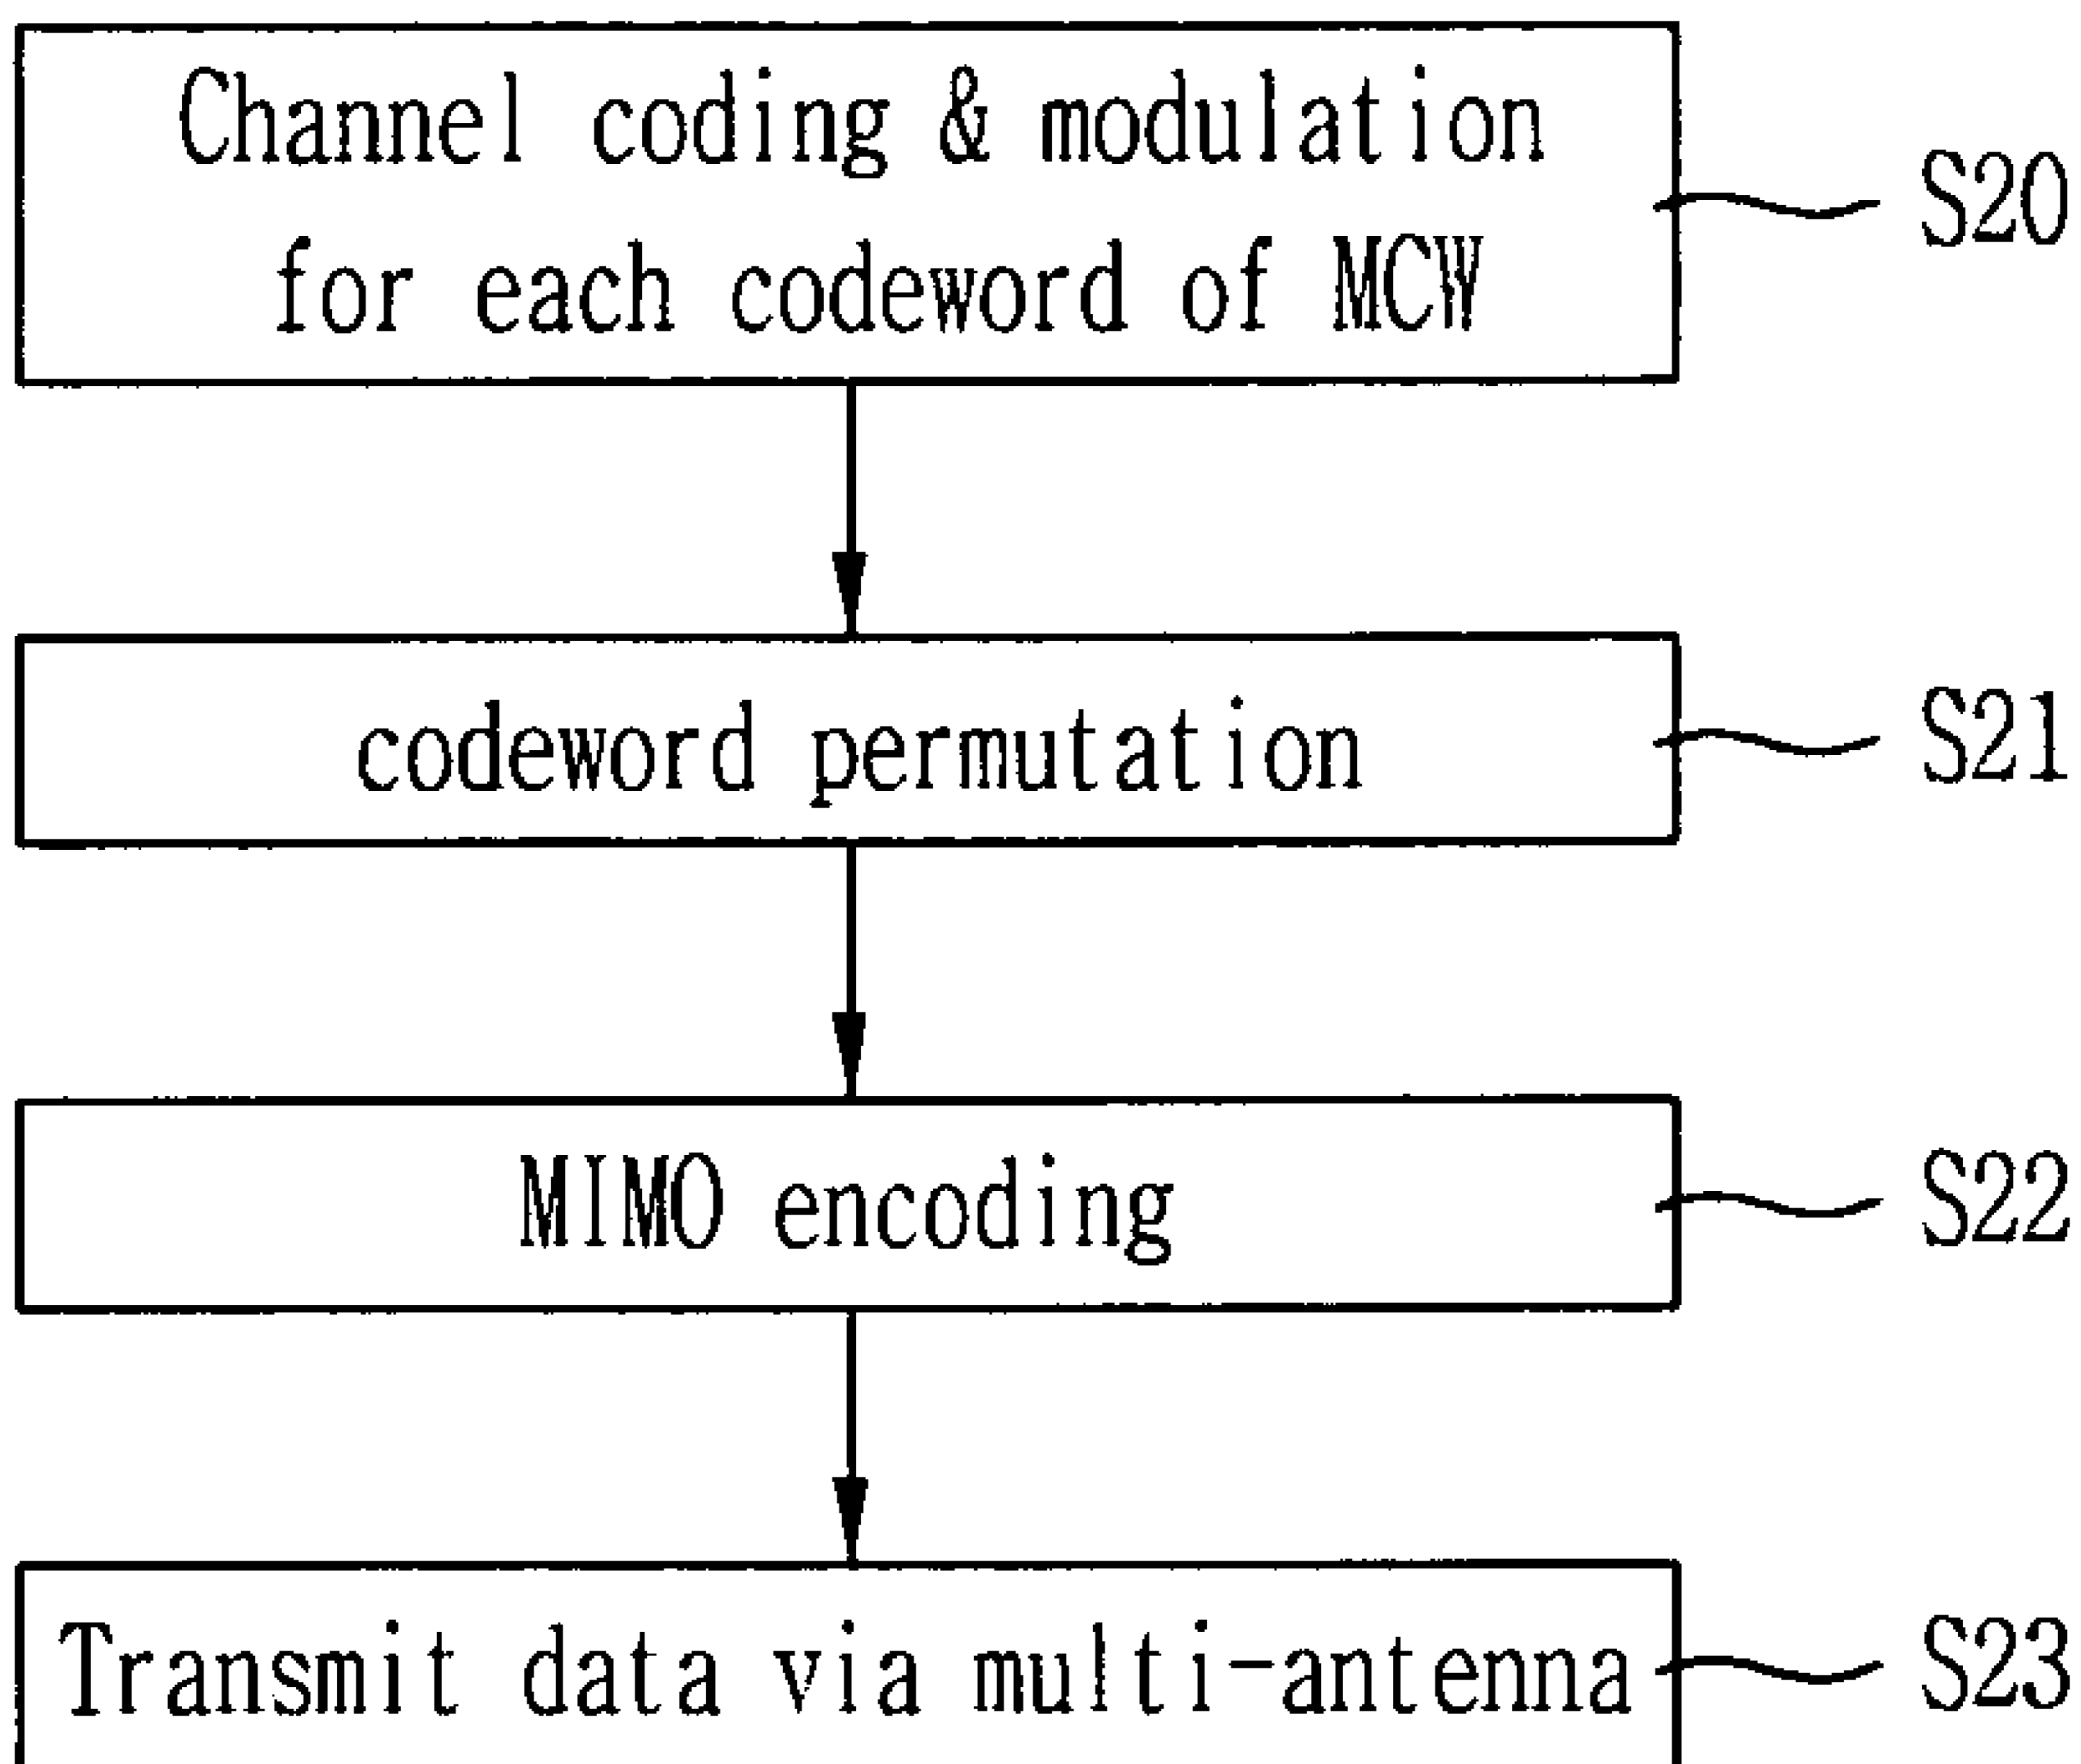 Channel coding & modulation
for each codeword of MCW
S20
codeword permutation
S21
MIMO encoding
S22
Transmit data via multi-antenna
S23